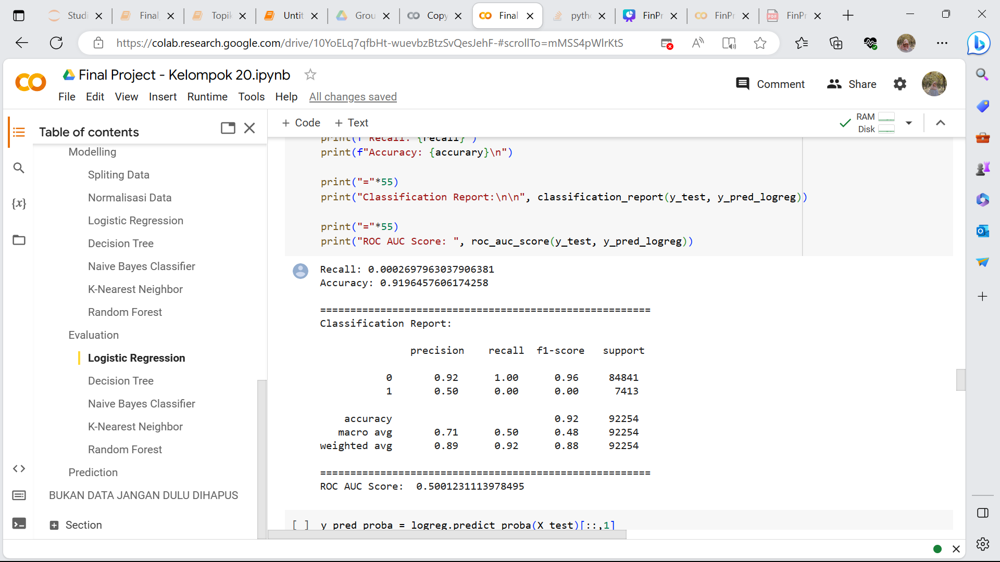 Studi
Final
Topik
Untit
Grou
Copy
Final
pytho
FinPr
FinPr
FinPr
https://colab.research.google.com/drive/10YoELq7qfbHt-wuevbzBtzSvQesJehF-#scrollTo=mMSS4pWlrKtS
Final Project - Kelompok 20.ipynb
Comment
Share
File Edit View Insert Runtime Tools Help All changes saved
Table of contents
+ Code + Text
RAM
Disk
Modelling
Spliting Data
Normalisasi Data
Logistic Regression
Decision Tree
Naive Bayes Classifier
K-Nearest Neighbor
Random Forest
Evaluation
Logistic Regression
Decision Tree
Naive Bayes Classifier
K-Nearest Neighbor
Random Forest
Prediction
BUKAN DATA JANGAN DULU DIHAPUS
Section
print(f"Recall: {recall}")
print(f"Accuracy: {accurary}\n")
print("="*55)
print("Classification Report:\n\n", classification_report(y_test, y_pred_logreg))
print("="*55)
print("ROC AUC Score: ", roc_auc_score(y_test, y_pred_logreg))
Recall: 0.0002697963037906381
Accuracy: 0.9196457606174258
=======================================================
Classification Report:
precision recall f1-score support
0 0.92 1.00 0.96 84841
1 0.50 0.00 0.00 7413
accuracy 0.92 92254
macro avg 0.71 0.50 0.48 92254
weighted avg 0.89 0.92 0.88 92254
=======================================================
ROC AUC Score: 0.5001231113978495
[ ] y_pred_proba = logreg.predict_proba(X_test)[::,1]